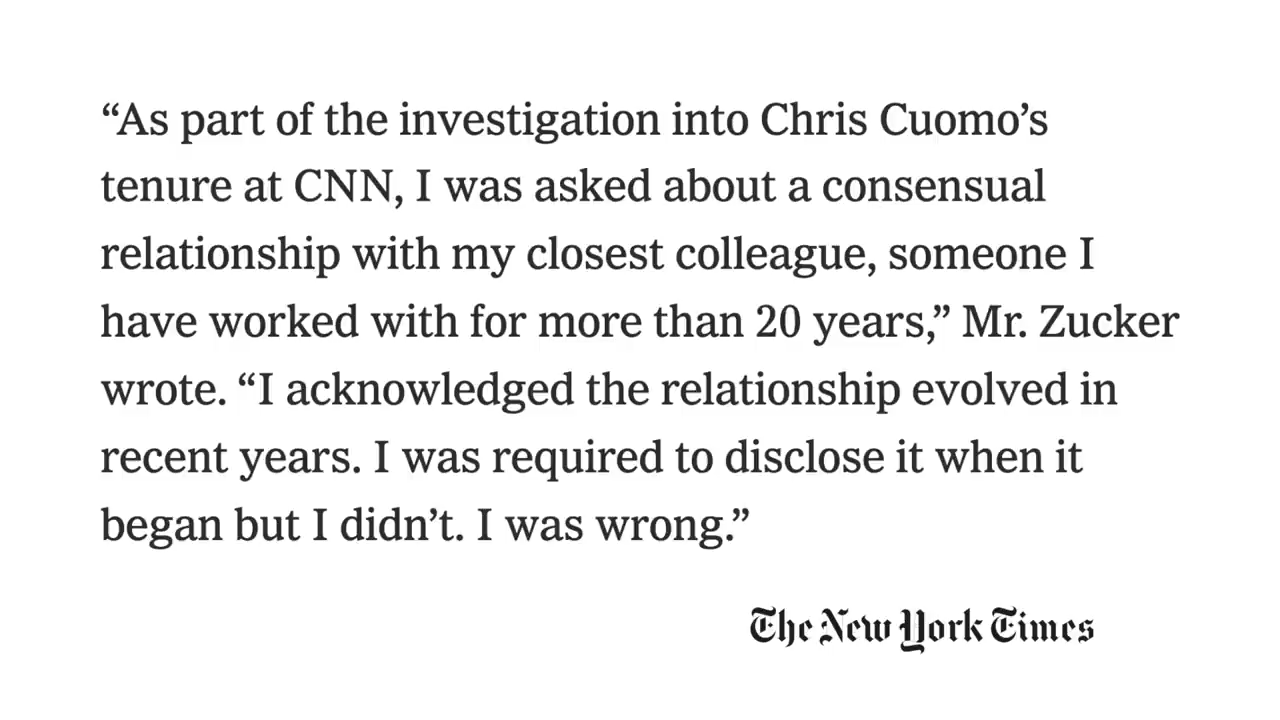 “As part of the investigation into Chris Cuomo’s
tenure at CNN, I was asked about a consensual
relationship with my closest colleague, someone I
have worked with for more than 20 years,” Mr. Zucker
wrote. “I acknowledged the relationship evolved in
recent years. I was required to disclose it when it
began but I didn’t. I was wrong.”
The New York Times